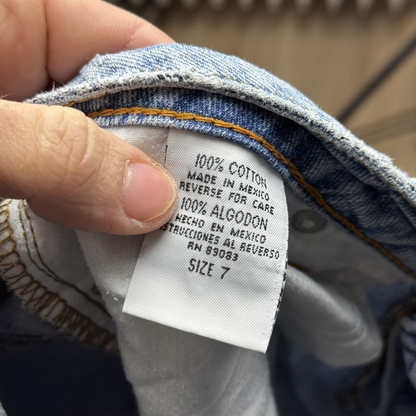 100% COTTON
MADE IN MEXICO
REVERSE FOR CARE
100% ALGODON
HECHO EN MEXICO
STRUCCIONES AL REVERSO
RN 89083
SIZE 7